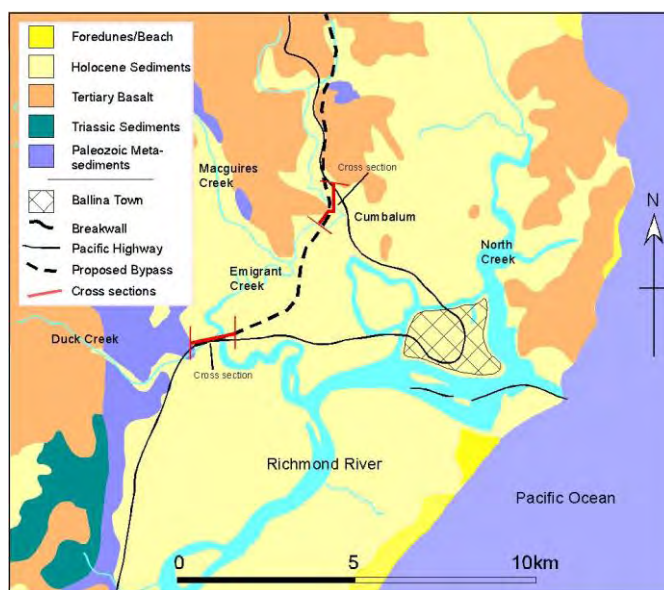 Foredunes/Beach
Holocene Sediments
Tertiary Basalt
Triassic Sediments
Paleozoic Meta-
sediments
Ballina Town
Breakwall
Pacific Highway
Proposed Bypass
Cross sections
Macguires
Creek
Cross section
Cumbalum
N
North
Creek
Emigrant
Creek
Duck Creek
Cross section
Richmond River
Pacific Ocean
0
5
10km